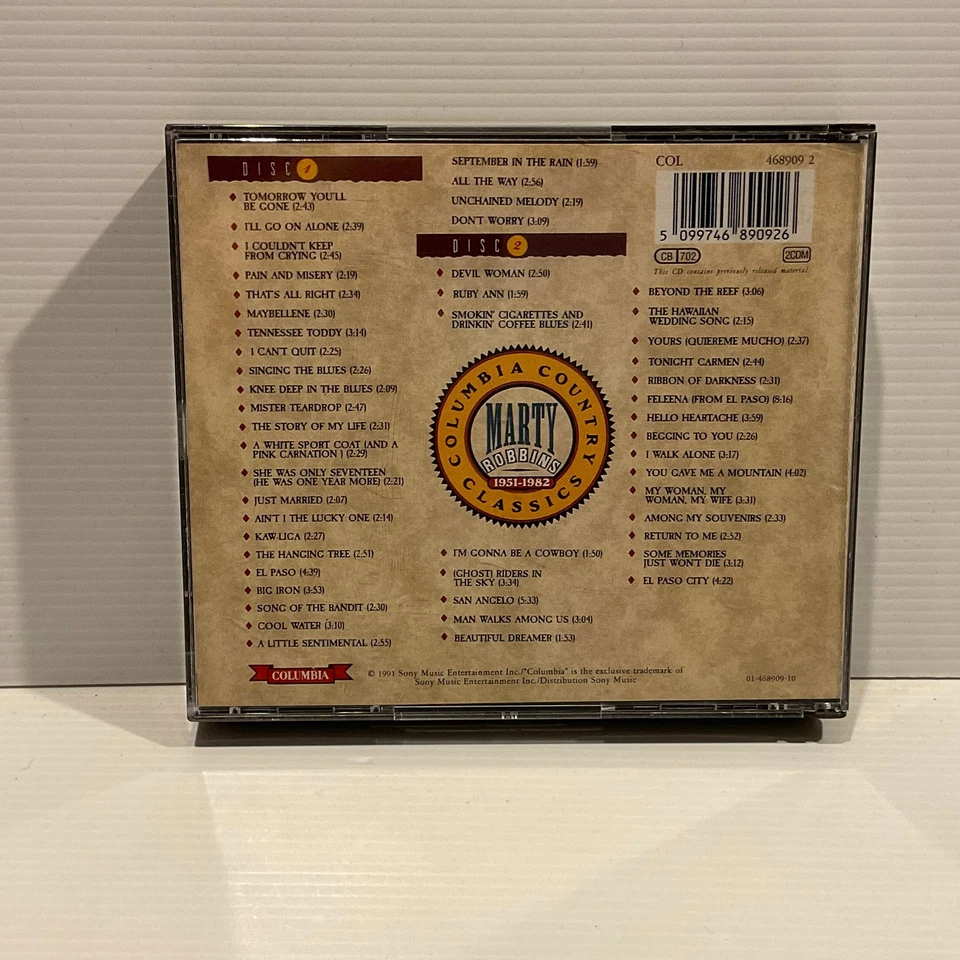 DISC 1
TOMORROW YOU'LL
BE GONE (2:43)
I'LL GO ON ALONE (2:39)
I COULDN'T KEEP
FROM CRYING (2:45)
PAIN AND MISERY (2:19)
THAT'S ALL RIGHT (2:34)
MAYBELLENE (2:30)
TENNESSEE TODDY (3:14)
I CAN'T QUIT (2:25)
SINGING THE BLUES (2:26)
KNEE DEEP IN THE BLUES (2:09)
MISTER TEARDROP (2:47)
THE STORY OF MY LIFE (2:31)
A WHITE SPORT COAT (AND A
PINK CARNATION ) (2:29)
SHE WAS ONLY SEVENTEEN
(HE WAS ONE YEAR MORE) (2:21)
JUST MARRIED (2:07)
AIN'T I THE LUCKY ONE (2:14)
KAW-LIGA (2:27)
THE HANGING TREE (2:51)
EL PASO (4:39)
BIG IRON (3:53)
SONG OF THE BANDIT (2:30)
COOL WATER (3:10)
A LITTLE SENTIMENTAL (2:55)
SEPTEMBER IN THE RAIN (1:59)
ALL THE WAY (2:56)
UNCHAINED MELODY (2:19)
DON'T WORRY (3:09)
DISC 2
DEVIL WOMAN (2:50)
RUBY ANN (1:59)
SMOKIN' CIGARETTES AND
DRINKIN' COFFEE BLUES (2:41)
COLUMBIA COUNTRY
MARTY
ROBBINS
1951-1982
CLASSICS
I'M GONNA BE A COWBOY (1:50)
(GHOST) RIDERS IN
THE SKY (3:34)
SAN ANGELO (5:33)
MAN WALKS AMONG US (3:04)
BEAUTIFUL DREAMER (1:53)
COL 468909 2
5 099746 890926
CB 702 2CDM
This CD contains previously released material.
BEYOND THE REEF (3:06)
THE HAWAIIAN
WEDDING SONG (2:15)
YOURS (QUIEREME MUCHO) (2:37)
TONIGHT CARMEN (2:44)
RIBBON OF DARKNESS (2:31)
FELEENA (FROM EL PASO) (8:16)
HELLO HEARTACHE (3:59)
BEGGING TO YOU (2:26)
I WALK ALONE (3:17)
YOU GAVE ME A MOUNTAIN (4:02)
MY WOMAN, MY
WOMAN, MY WIFE (3:31)
AMONG MY SOUVENIRS (2:33)
RETURN TO ME (2:52)
SOME MEMORIES
JUST WON'T DIE (3:12)
EL PASO CITY (4:22)
COLUMBIA
© 1991 Sony Music Entertainment Inc./"Columbia" is the exclusive trademark of
Sony Music Entertainment Inc./Distribution Sony Music
01-468909-10